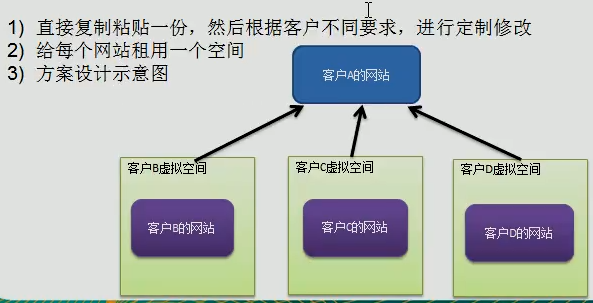 1) 直接复制粘贴一份，然后根据客户不同要求，进行定制修改
2) 给每个网站租用一个空间
3) 方案设计示意图
客户A的网站
客户B虚拟空间
客户C虚拟空间
客户D虚拟空间
客户B的网站
客户C的网站
客户D的网站